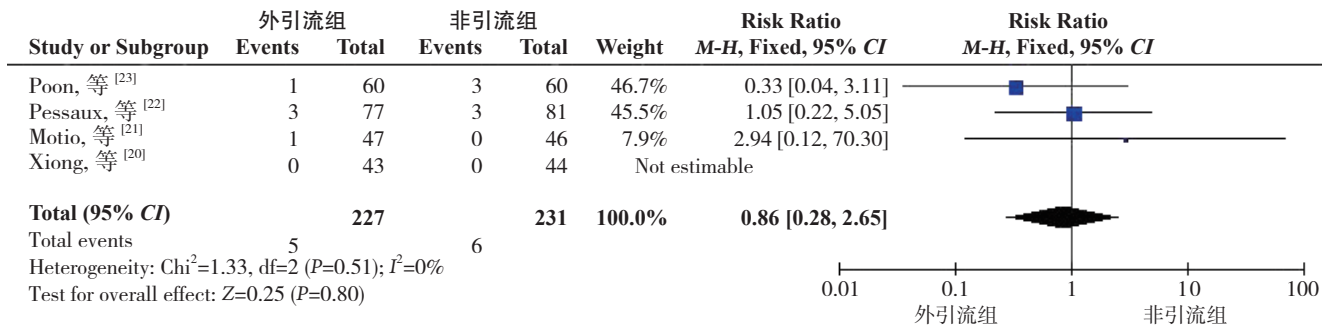 外引流组 非引流组 Risk Ratio Risk Ratio
Study or Subgroup Events Total Events Total Weight M-H, Fixed, 95% CI M-H, Fixed, 95% CI
Poon, 等 [23] 1 60 3 60 46.7% 0.33 [0.04, 3.11]
Pessaux, 等 [22] 3 77 3 81 45.5% 1.05 [0.22, 5.05]
Motio, 等 [21] 1 47 0 46 7.9% 2.94 [0.12, 70.30]
Xiong, 等 [20] 0 43 0 44 Not estimable
Total (95% CI) 227 231 100.0% 0.86 [0.28, 2.65]
Total events 5 6
Heterogeneity: Chi²=1.33, df=2 (P=0.51); I²=0%
Test for overall effect: Z=0.25 (P=0.80)
0.01 0.1 1 10 100
外引流组 非引流组